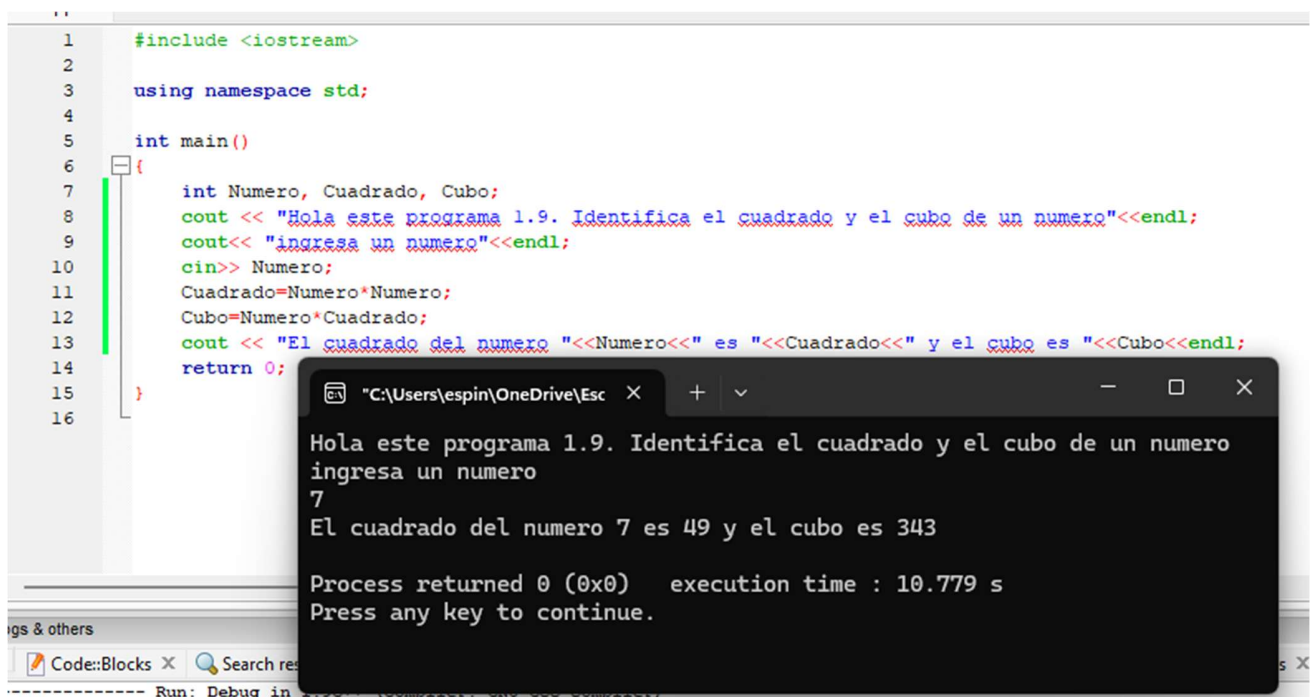 1 #include <iostream>
2
3 using namespace std;
4
5 int main()
6 {
7 int Numero, Cuadrado, Cubo;
8 cout << "Hola este programa 1.9. Identifica el cuadrado y el cubo de un numero"<<endl;
9 cout<< "ingresa un numero"<<endl;
10 cin>> Numero;
11 Cuadrado=Numero*Numero;
12 Cubo=Numero*Cuadrado;
13 cout << "El cuadrado del numero "<<Numero<<" es "<<Cuadrado<<" y el cubo es "<<Cubo<<endl;
14 return 0;
15 }
16
"C:\Users\espin\OneDrive\Esc
Hola este programa 1.9. Identifica el cuadrado y el cubo de un numero
ingresa un numero
7
El cuadrado del numero 7 es 49 y el cubo es 343
Process returned 0 (0x0) execution time : 10.779 s
Press any key to continue.
ogs & others
Code::Blocks Search res
-------------- Run: Debug in